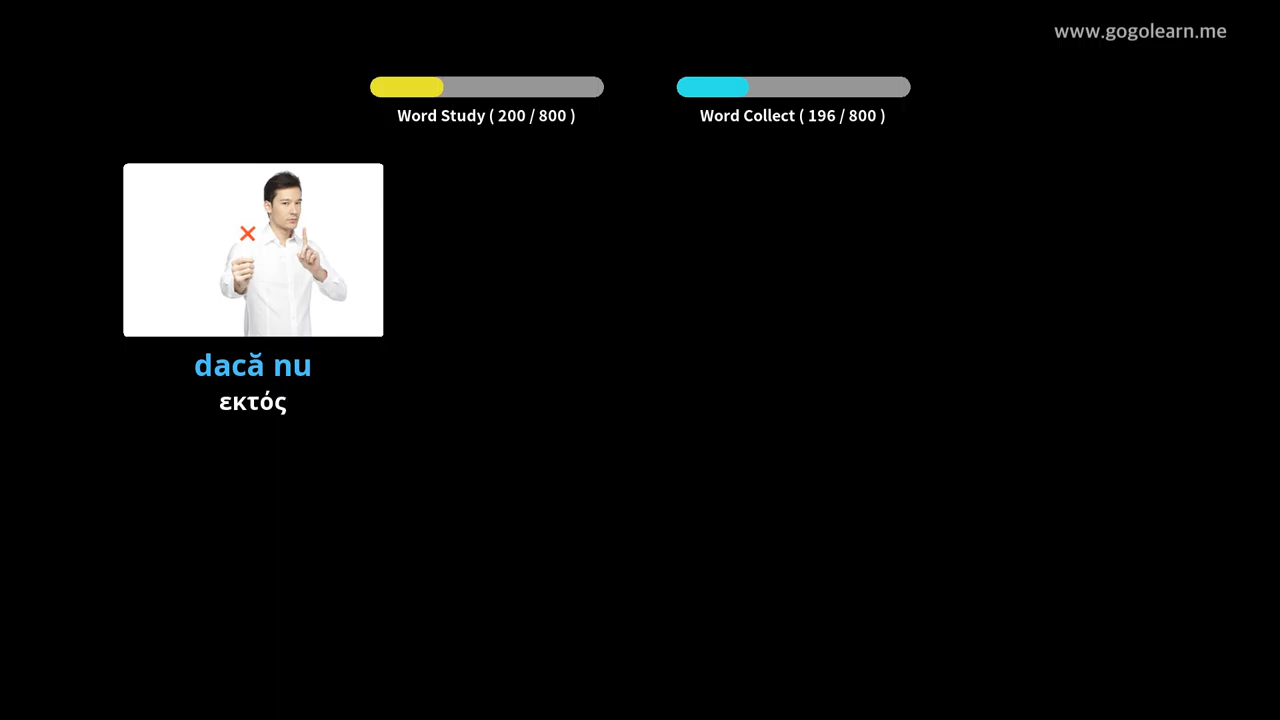 www.gogolearn.me
Word Study ( 200 / 800 )
Word Collect ( 196 / 800 )
dacă nu
εκτός